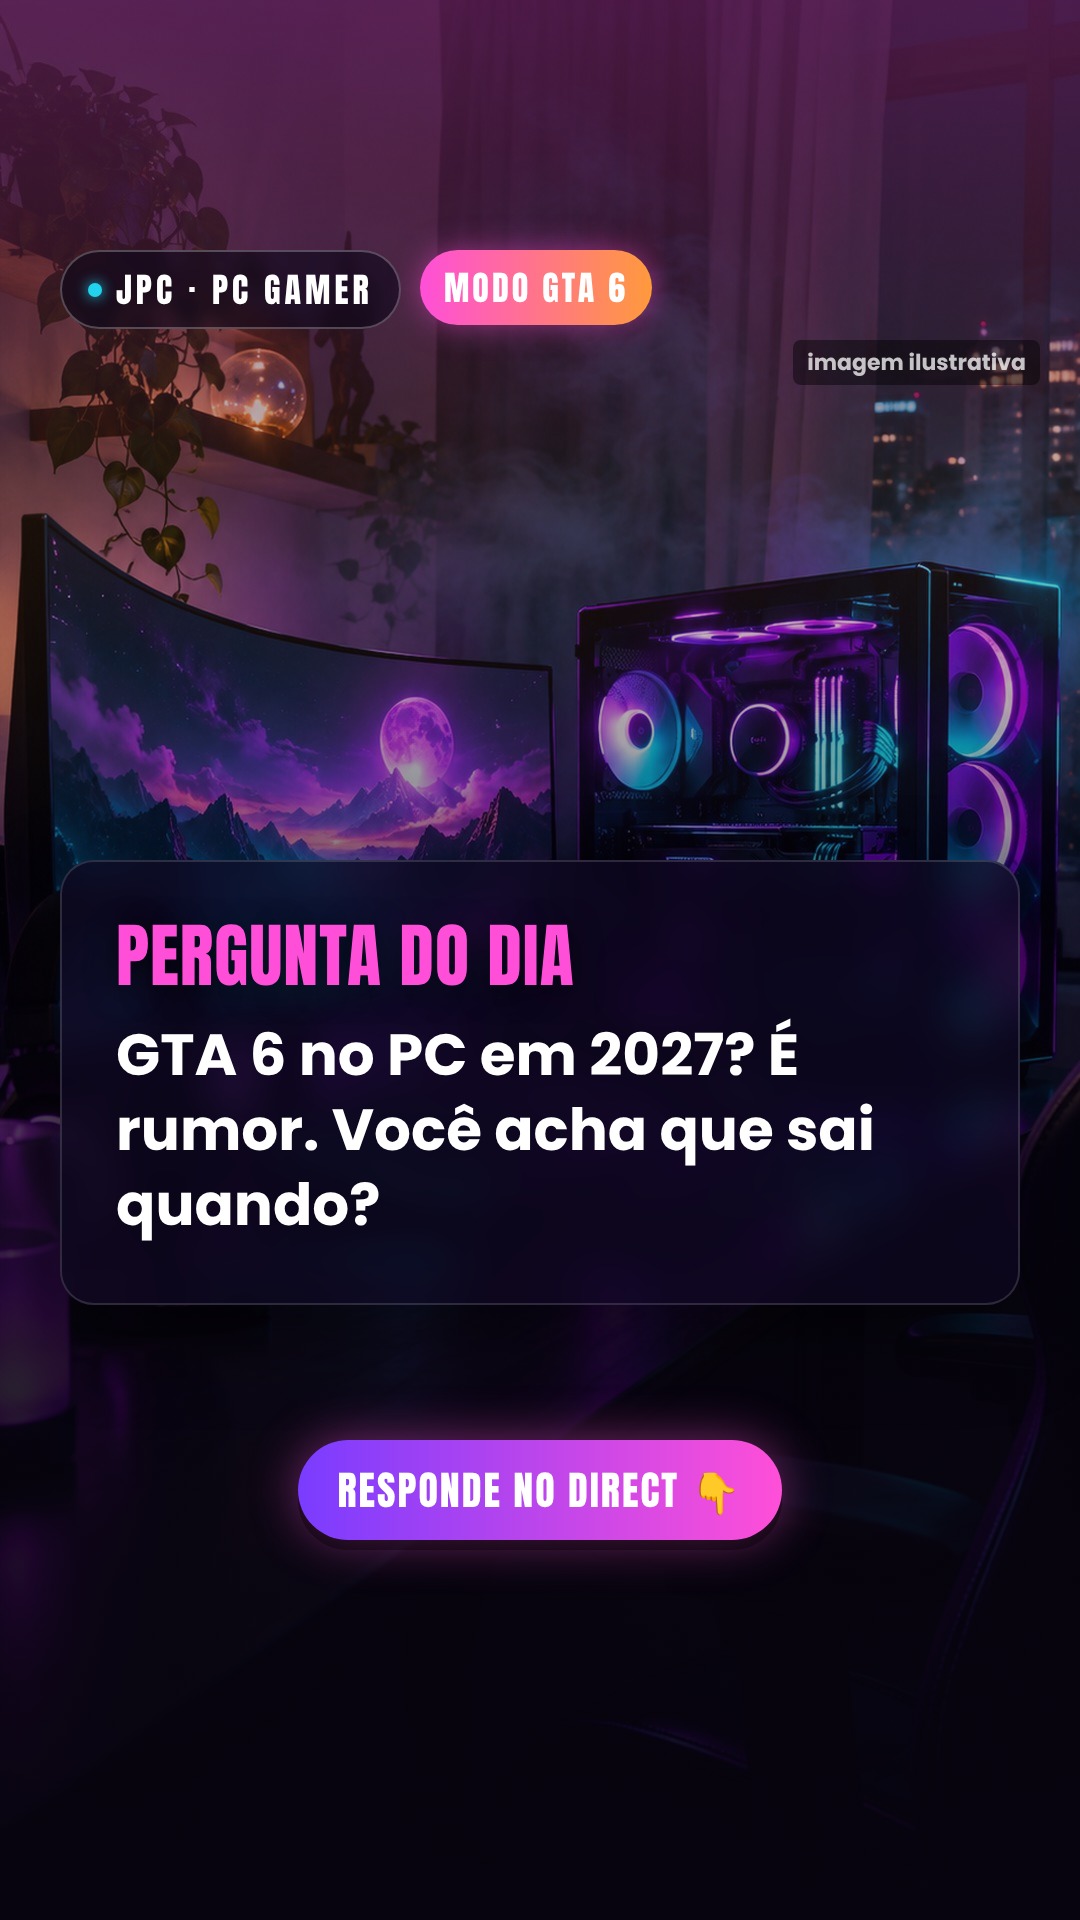 JPC · PC GAMER
MODO GTA 6
imagem ilustrativa
PERGUNTA DO DIA
GTA 6 no PC em 2027? É
rumor. Você acha que sai
quando?
RESPONDE NO DIRECT 👇